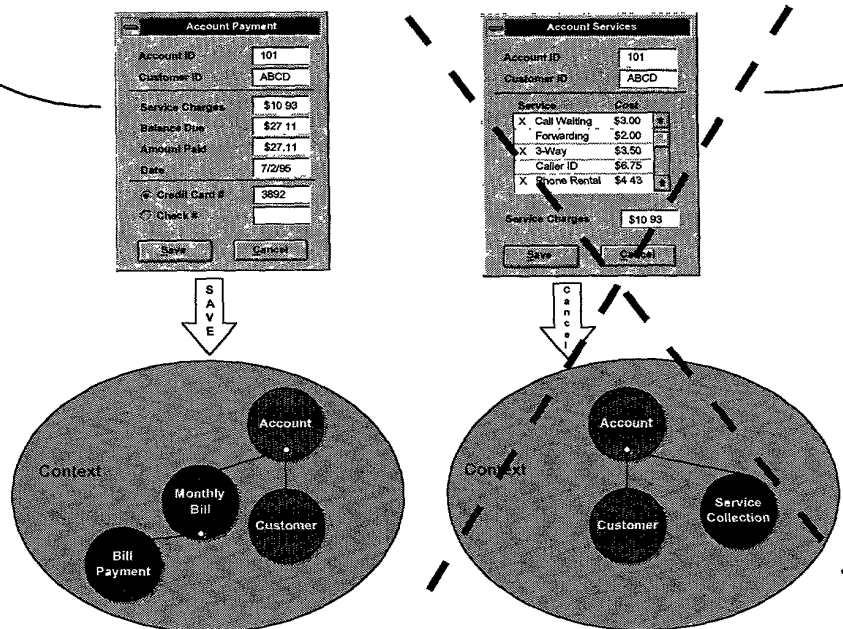 Account Payment
Account ID 101
Customer ID ABCD
Service Charges $10 93
Balance Due $27 11
Amount Paid $27.11
Date 7/2/95
Credit Card # 3892
Check #
Save Cancel
SAVE
Context
Account
Monthly
Bill
Customer
Bill
Payment
Account Services
Account ID 101
Customer ID ABCD
Service Cost
X Call Waiting $3.00
Forwarding $2.00
X 3-Way $3.50
Caller ID $6.75
X Phone Rental $4 43
Service Charges $10 93
Save Cancel
Cancel
Context
Account
Customer
Service
Collection